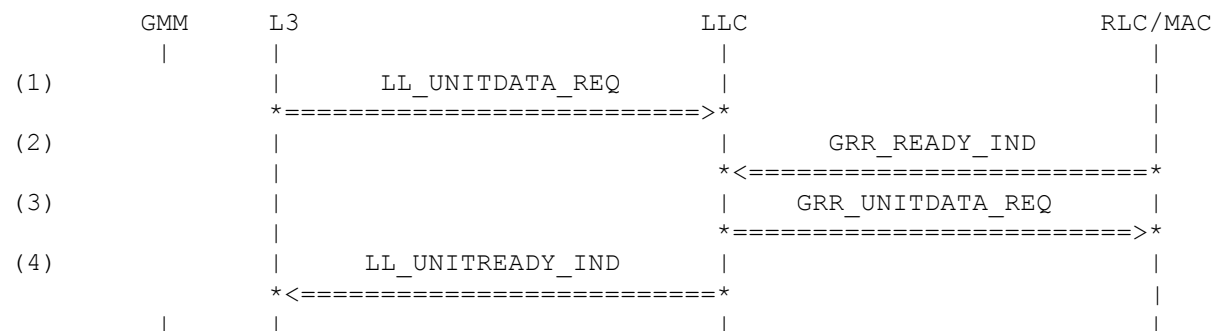 GMM L3 LLC RLC/MAC
(1) LL_UNITDATA_REQ
(2) GRR_READY_IND
(3) GRR_UNITDATA_REQ
(4) LL_UNITREADY_IND